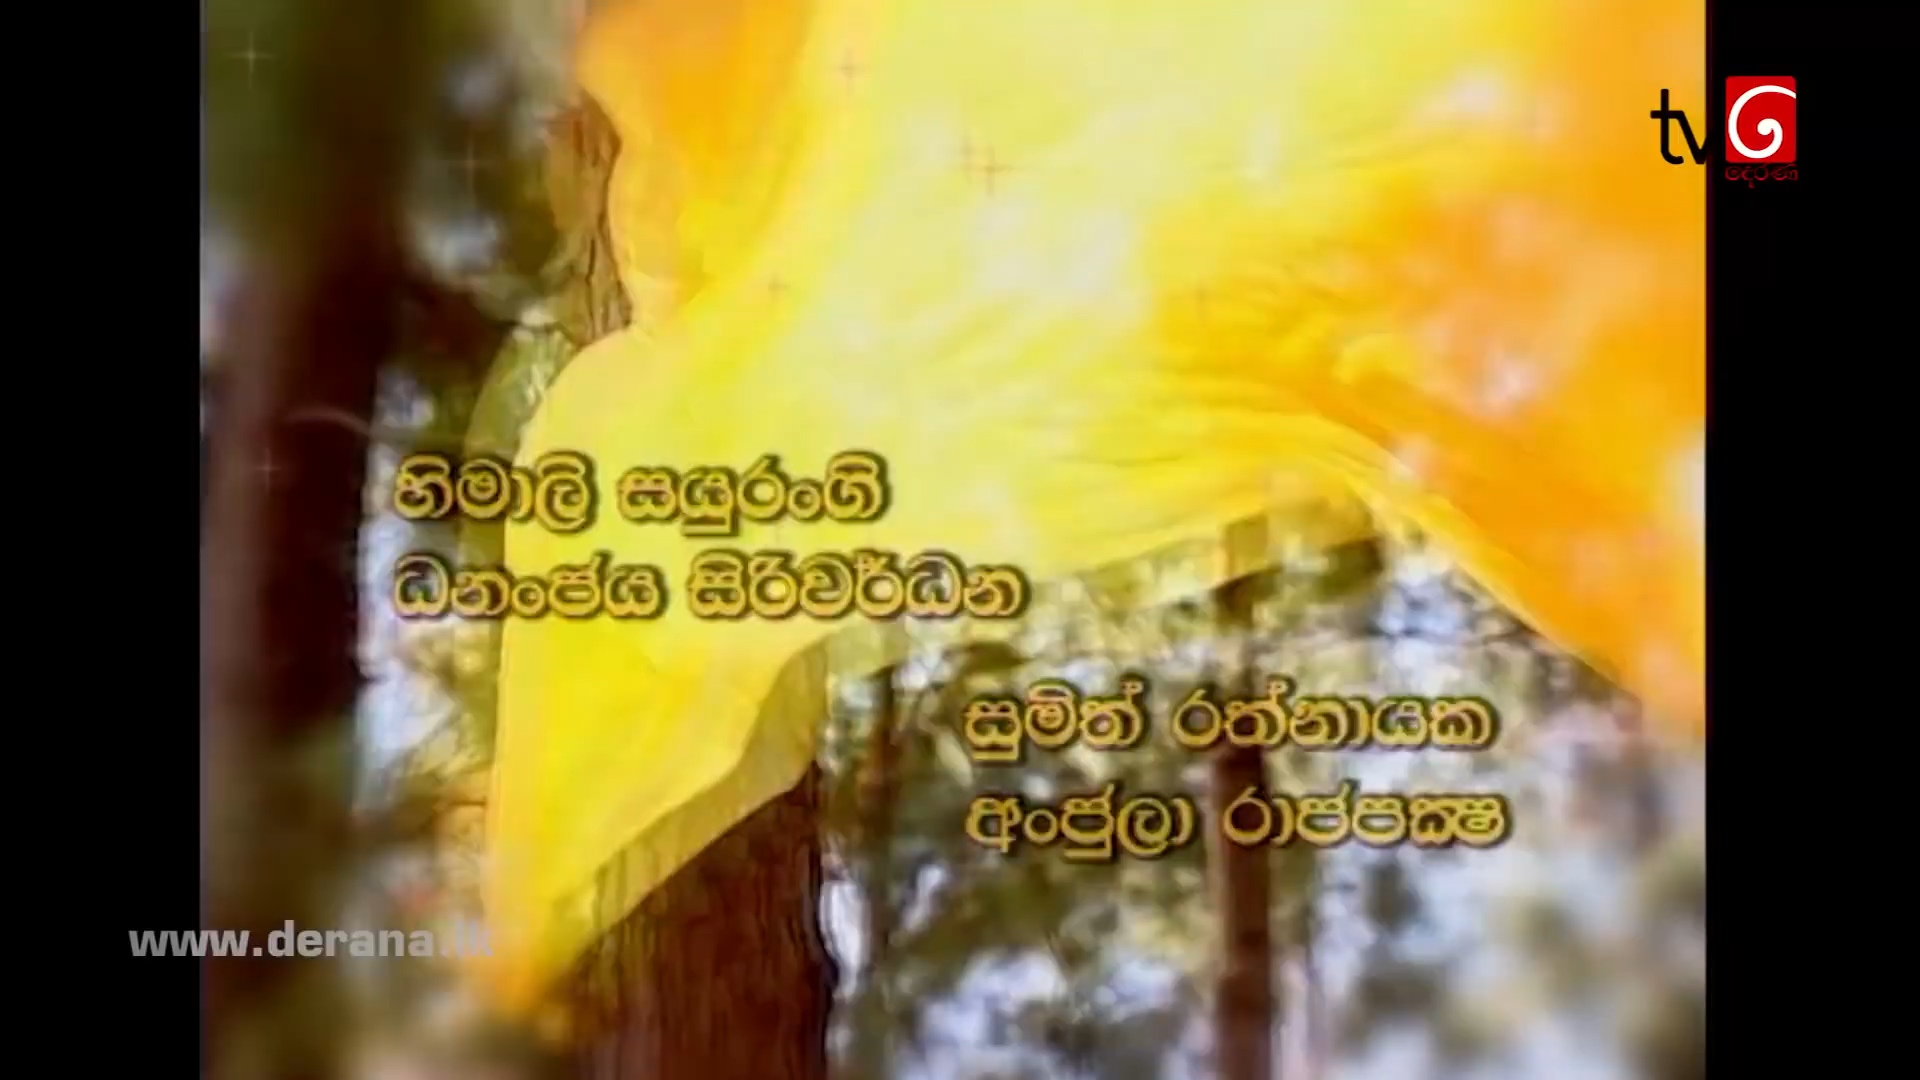 tv
දෙරණ
හිමාලි සයුරංගි
ධනංජය සිරිවර්ධන
සුමිත් රත්නායක
අංජුලා රාජපක්ෂ
www.derana.lk